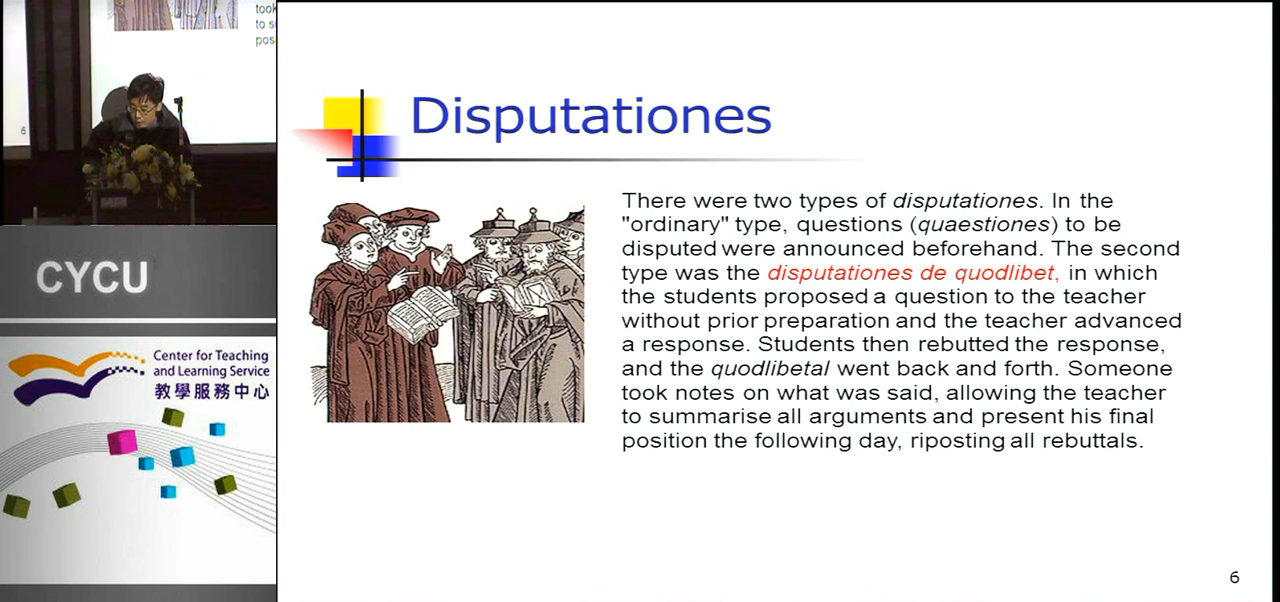 took
to s
pos
6
CYCU
Center for Teaching
and Learning Service
教學服務中心
Disputationes
There were two types of disputationes. In the
"ordinary" type, questions (quaestiones) to be
disputed were announced beforehand. The second
type was the disputationes de quodlibet, in which
the students proposed a question to the teacher
without prior preparation and the teacher advanced
a response. Students then rebutted the response,
and the quodlibetal went back and forth. Someone
took notes on what was said, allowing the teacher
to summarise all arguments and present his final
position the following day, riposting all rebuttals.
6